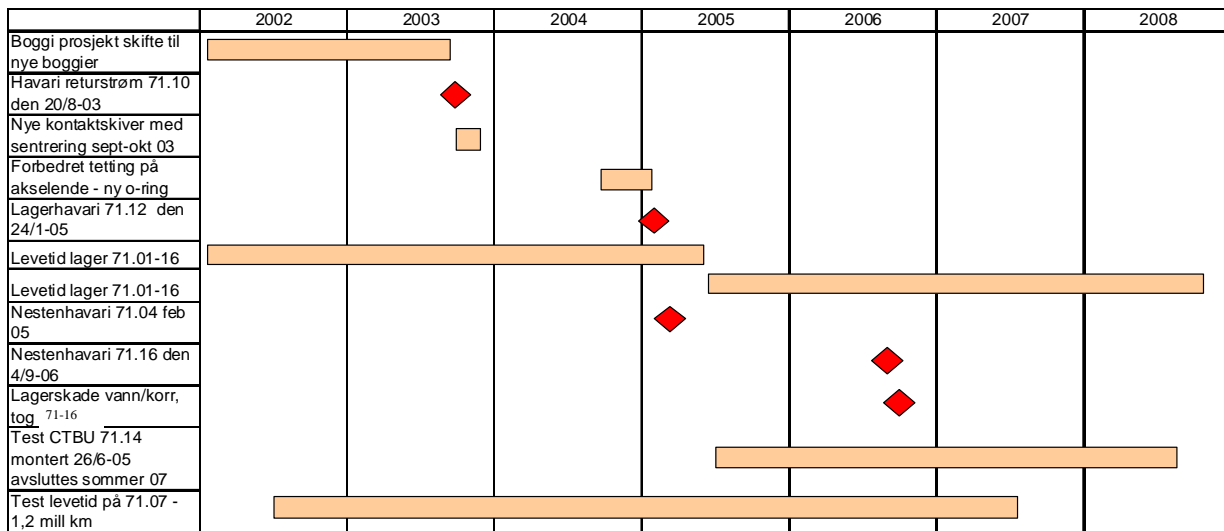 2002 2003 2004 2005 2006 2007 2008
Boggi prosjekt skifte til
nye boggier
Havari returstrøm 71.10
den 20/8-03
Nye kontaktskiver med
sentrering sept-okt 03
Forbedret tetting på
akselende - ny o-ring
Lagerhavari 71.12 den
24/1-05
Levetid lager 71.01-16
Levetid lager 71.01-16
Nestenhavari 71.04 feb
05
Nestenhavari 71.16 den
4/9-06
Lagerskade vann/korr,
tog 71-16
Test CTBU 71.14
montert 26/6-05
avsluttes sommer 07
Test levetid på 71.07 -
1,2 mill km